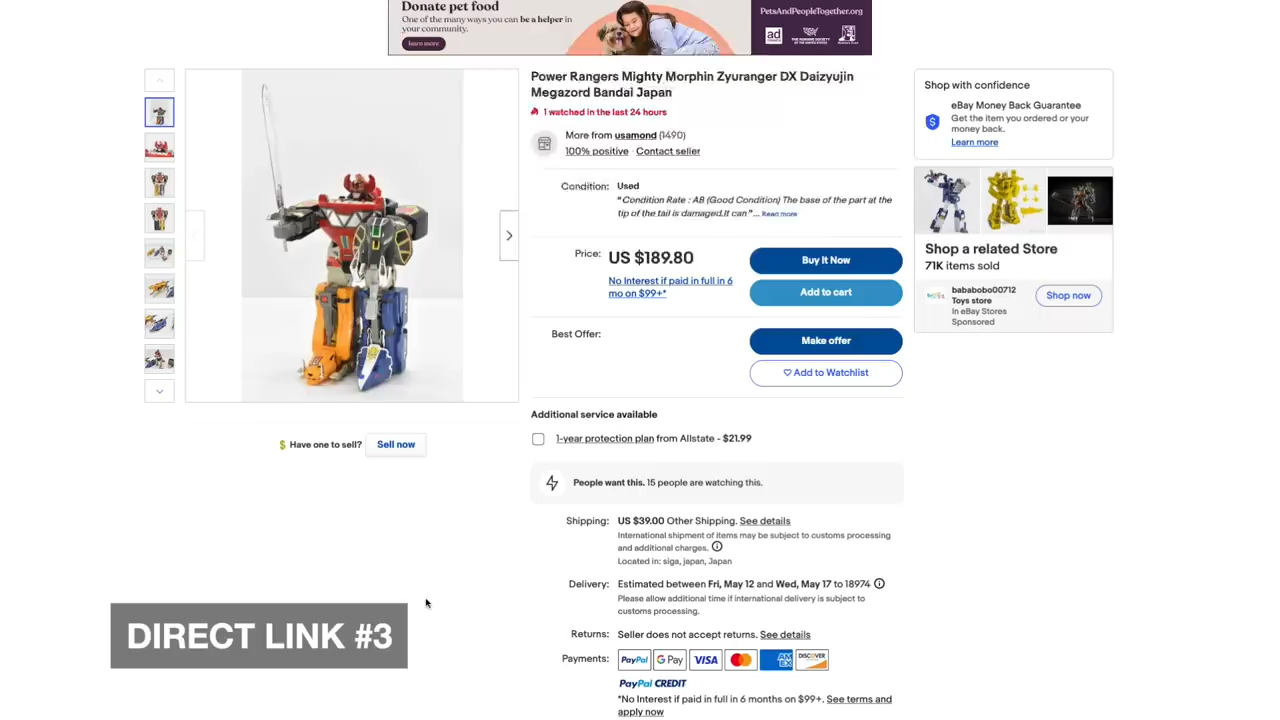 Donate pet food
One of the many ways you can be a helper in
your community.
learn more
PetsAndPeopleTogether.org
ad
Power Rangers Mighty Morphin Zyuranger DX Daizyujin
Megazord Bandai Japan
1 watched in the last 24 hours
More from usamond (1490)
100% positive · Contact seller
Condition: Used
"Condition Rate : AB (Good Condition) The base of the part at
the tip of the tail is damaged.It can"... Read more
Price: US $189.80
No Interest if paid in full in 6
mo on $99+*
Buy It Now
Add to cart
Best Offer:
Make offer
Add to Watchlist
Additional service available
1-year protection plan from Allstate - $21.99
People want this. 15 people are watching this.
Shipping: US $39.00 Other Shipping. See details
International shipment of items may be subject to customs processing
and additional charges.
Located in: siga, japan, Japan
Delivery: Estimated between Fri, May 12 and Wed, May 17 to 18974
Please allow additional time if international delivery is subject to
customs processing.
Returns: Seller does not accept returns. See details
Payments: PayPal G Pay VISA MasterCard AM EX DISCOVER
PayPal CREDIT
*No Interest if paid in full in 6 months on $99+. See terms and
apply now
Shop with confidence
eBay Money Back Guarantee
Get the item you ordered or your
money back.
Learn more
Shop a related Store
71K items sold
bababobo00712
Toys store
In eBay Stores
Sponsored
Shop now
$ Have one to sell? Sell now
DIRECT LINK #3